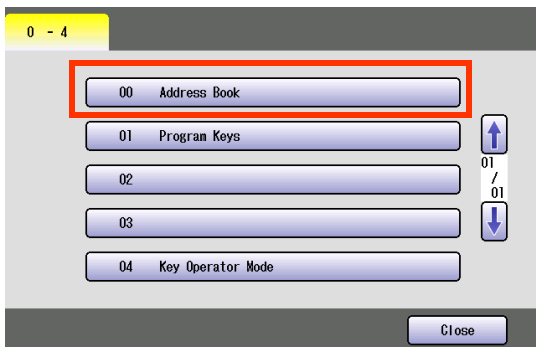 0 - 4
00 Address Book
01 Program Keys
02
03
04 Key Operator Mode
01
/
01
Close